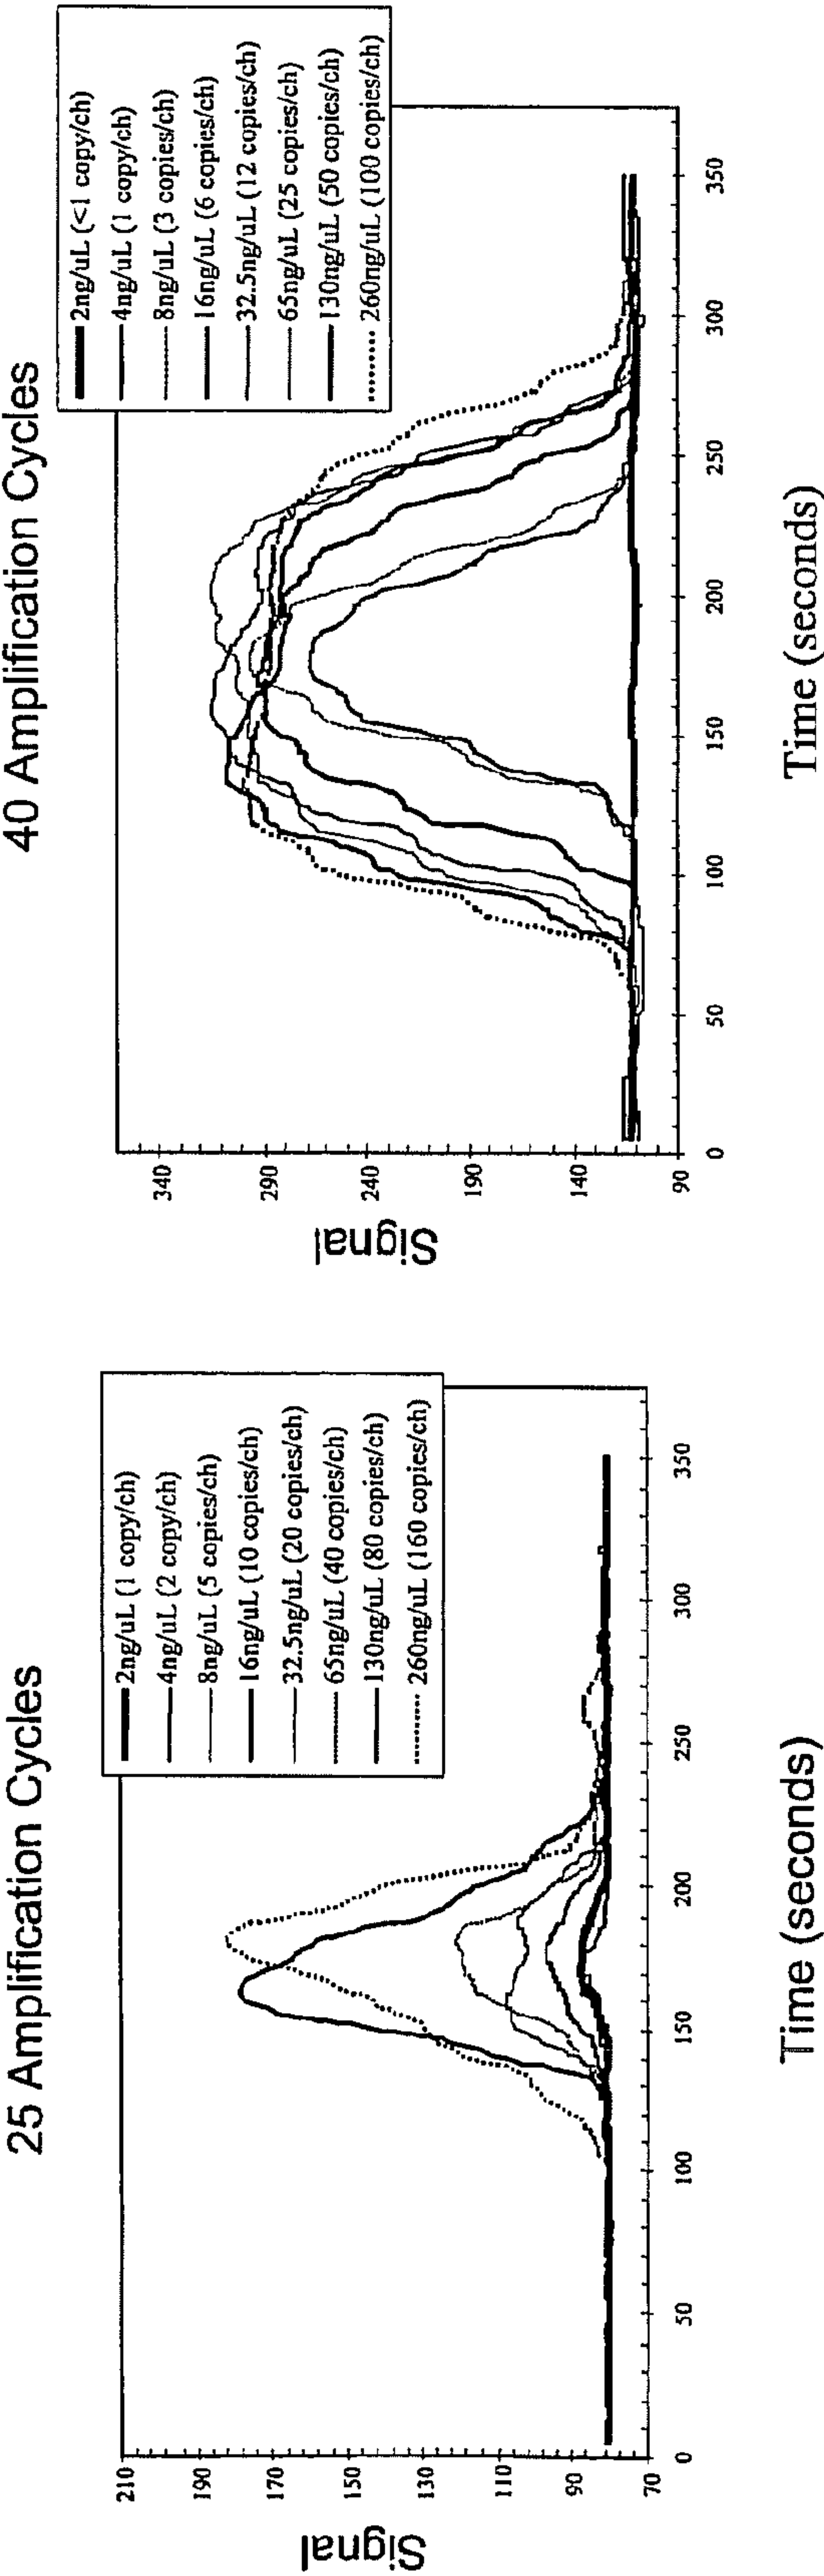 25 Amplification Cycles
2ng/uL (1 copy/ch)
4ng/uL (2 copy/ch)
8ng/uL (5 copies/ch)
16ng/uL (10 copies/ch)
32.5ng/uL (20 copies/ch)
65ng/uL (40 copies/ch)
130ng/uL (80 copies/ch)
260ng/uL (160 copies/ch)
Signal
210
190
170
150
130
110
90
70
0 50 100 150 200 250 300 350
Time (seconds)
40 Amplification Cycles
2ng/uL (<1 copy/ch)
4ng/uL (1 copy/ch)
8ng/uL (3 copies/ch)
16ng/uL (6 copies/ch)
32.5ng/uL (12 copies/ch)
65ng/uL (25 copies/ch)
130ng/uL (50 copies/ch)
260ng/uL (100 copies/ch)
Signal
340
290
240
190
140
90
0 50 100 150 200 250 300 350
Time (seconds)